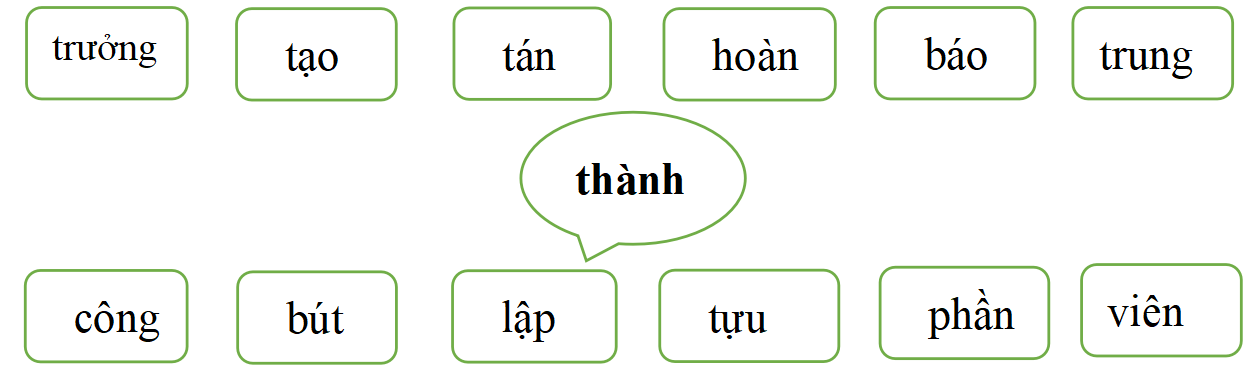 trưởng tạo tán hoàn báo trung
thành
công bút lập tựu phần viên